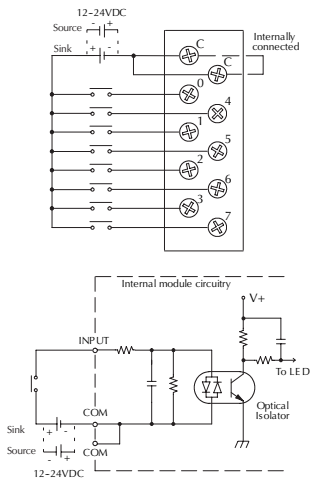 12-24VDC
Source - +
Sink + -
Internally
connected
C
C
0
4
1
5
2
6
3
7
Internal module circuitry
V+
INPUT
To LED
Optical
Isolator
COM
Sink + -
COM
Source - +
12-24VDC